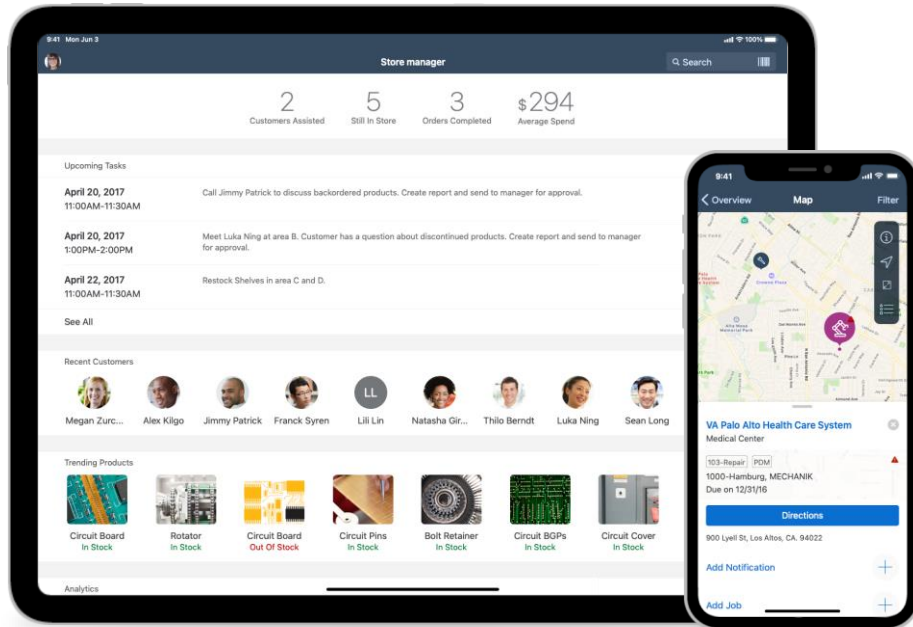 9:41 Mon Jun 3
100%
Store manager
Search
2
5
3
$294
Customers Assisted
Still In Store
Orders Completed
Average Spend
Upcoming Tasks
April 20, 2017
11:00AM-11:30AM
Call Jimmy Patrick to discuss backordered products. Create report and send to manager for approval.
April 20, 2017
1:00PM-2:00PM
Meet Luka Ning at area B. Customer has a question about discontinued products. Create report and send to manager
for approval.
April 22, 2017
11:00AM-11:30AM
Restock Shelves in area C and D.
See All
Recent Customers
LL
Megan Zurc...
Alex Kilgo
Jimmy Patrick
Franck Syren
Lili Lin
Natasha Gir...
Thilo Berndt
Luka Ning
Sean Long
Trending Products
Circuit Board
In Stock
Rotator
In Stock
Circuit Board
Out Of Stock
Circuit Pins
In Stock
Bolt Retainer
In Stock
Circuit BGPs
In Stock
Circuit Cover
In Stock
Analytics
9:41
Overview
Map
Filter
Alta Mesa
Memorial Park
VA Palo Alto Health Care System
Medical Center
103-Repair
PDM
1000-Hamburg, MECHANIK
Due on 12/31/16
Directions
900 Lyell St, Los Altos, CA. 94022
Add Notification
Add Job